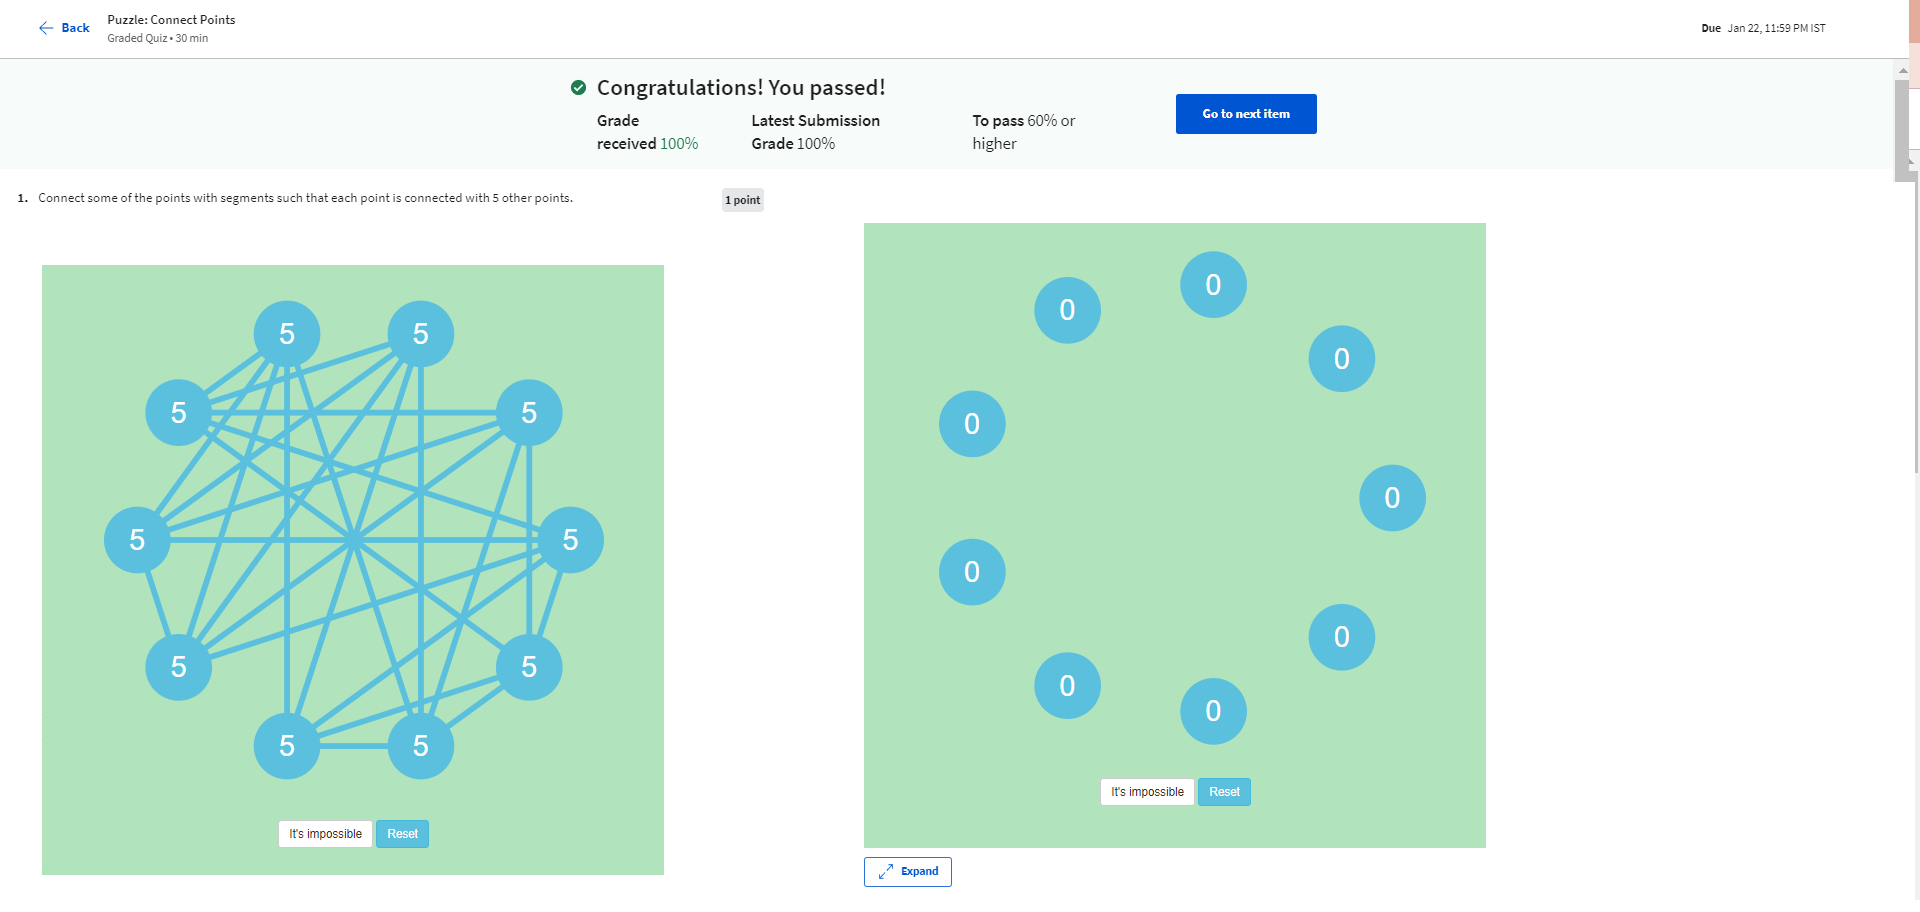 Back
Puzzle: Connect Points
Graded Quiz • 30 min
Due Jan 22, 11:59 PM IST
Congratulations! You passed!
Grade
received 100%
Latest Submission
Grade 100%
To pass 60% or
higher
Go to next item
1. Connect some of the points with segments such that each point is connected with 5 other points.
1 point
5 5
5 5
5 5
5 5
5 5
It's impossible Reset
0
0
0
0
0
0
0
0
0
It's impossible Reset
Expand